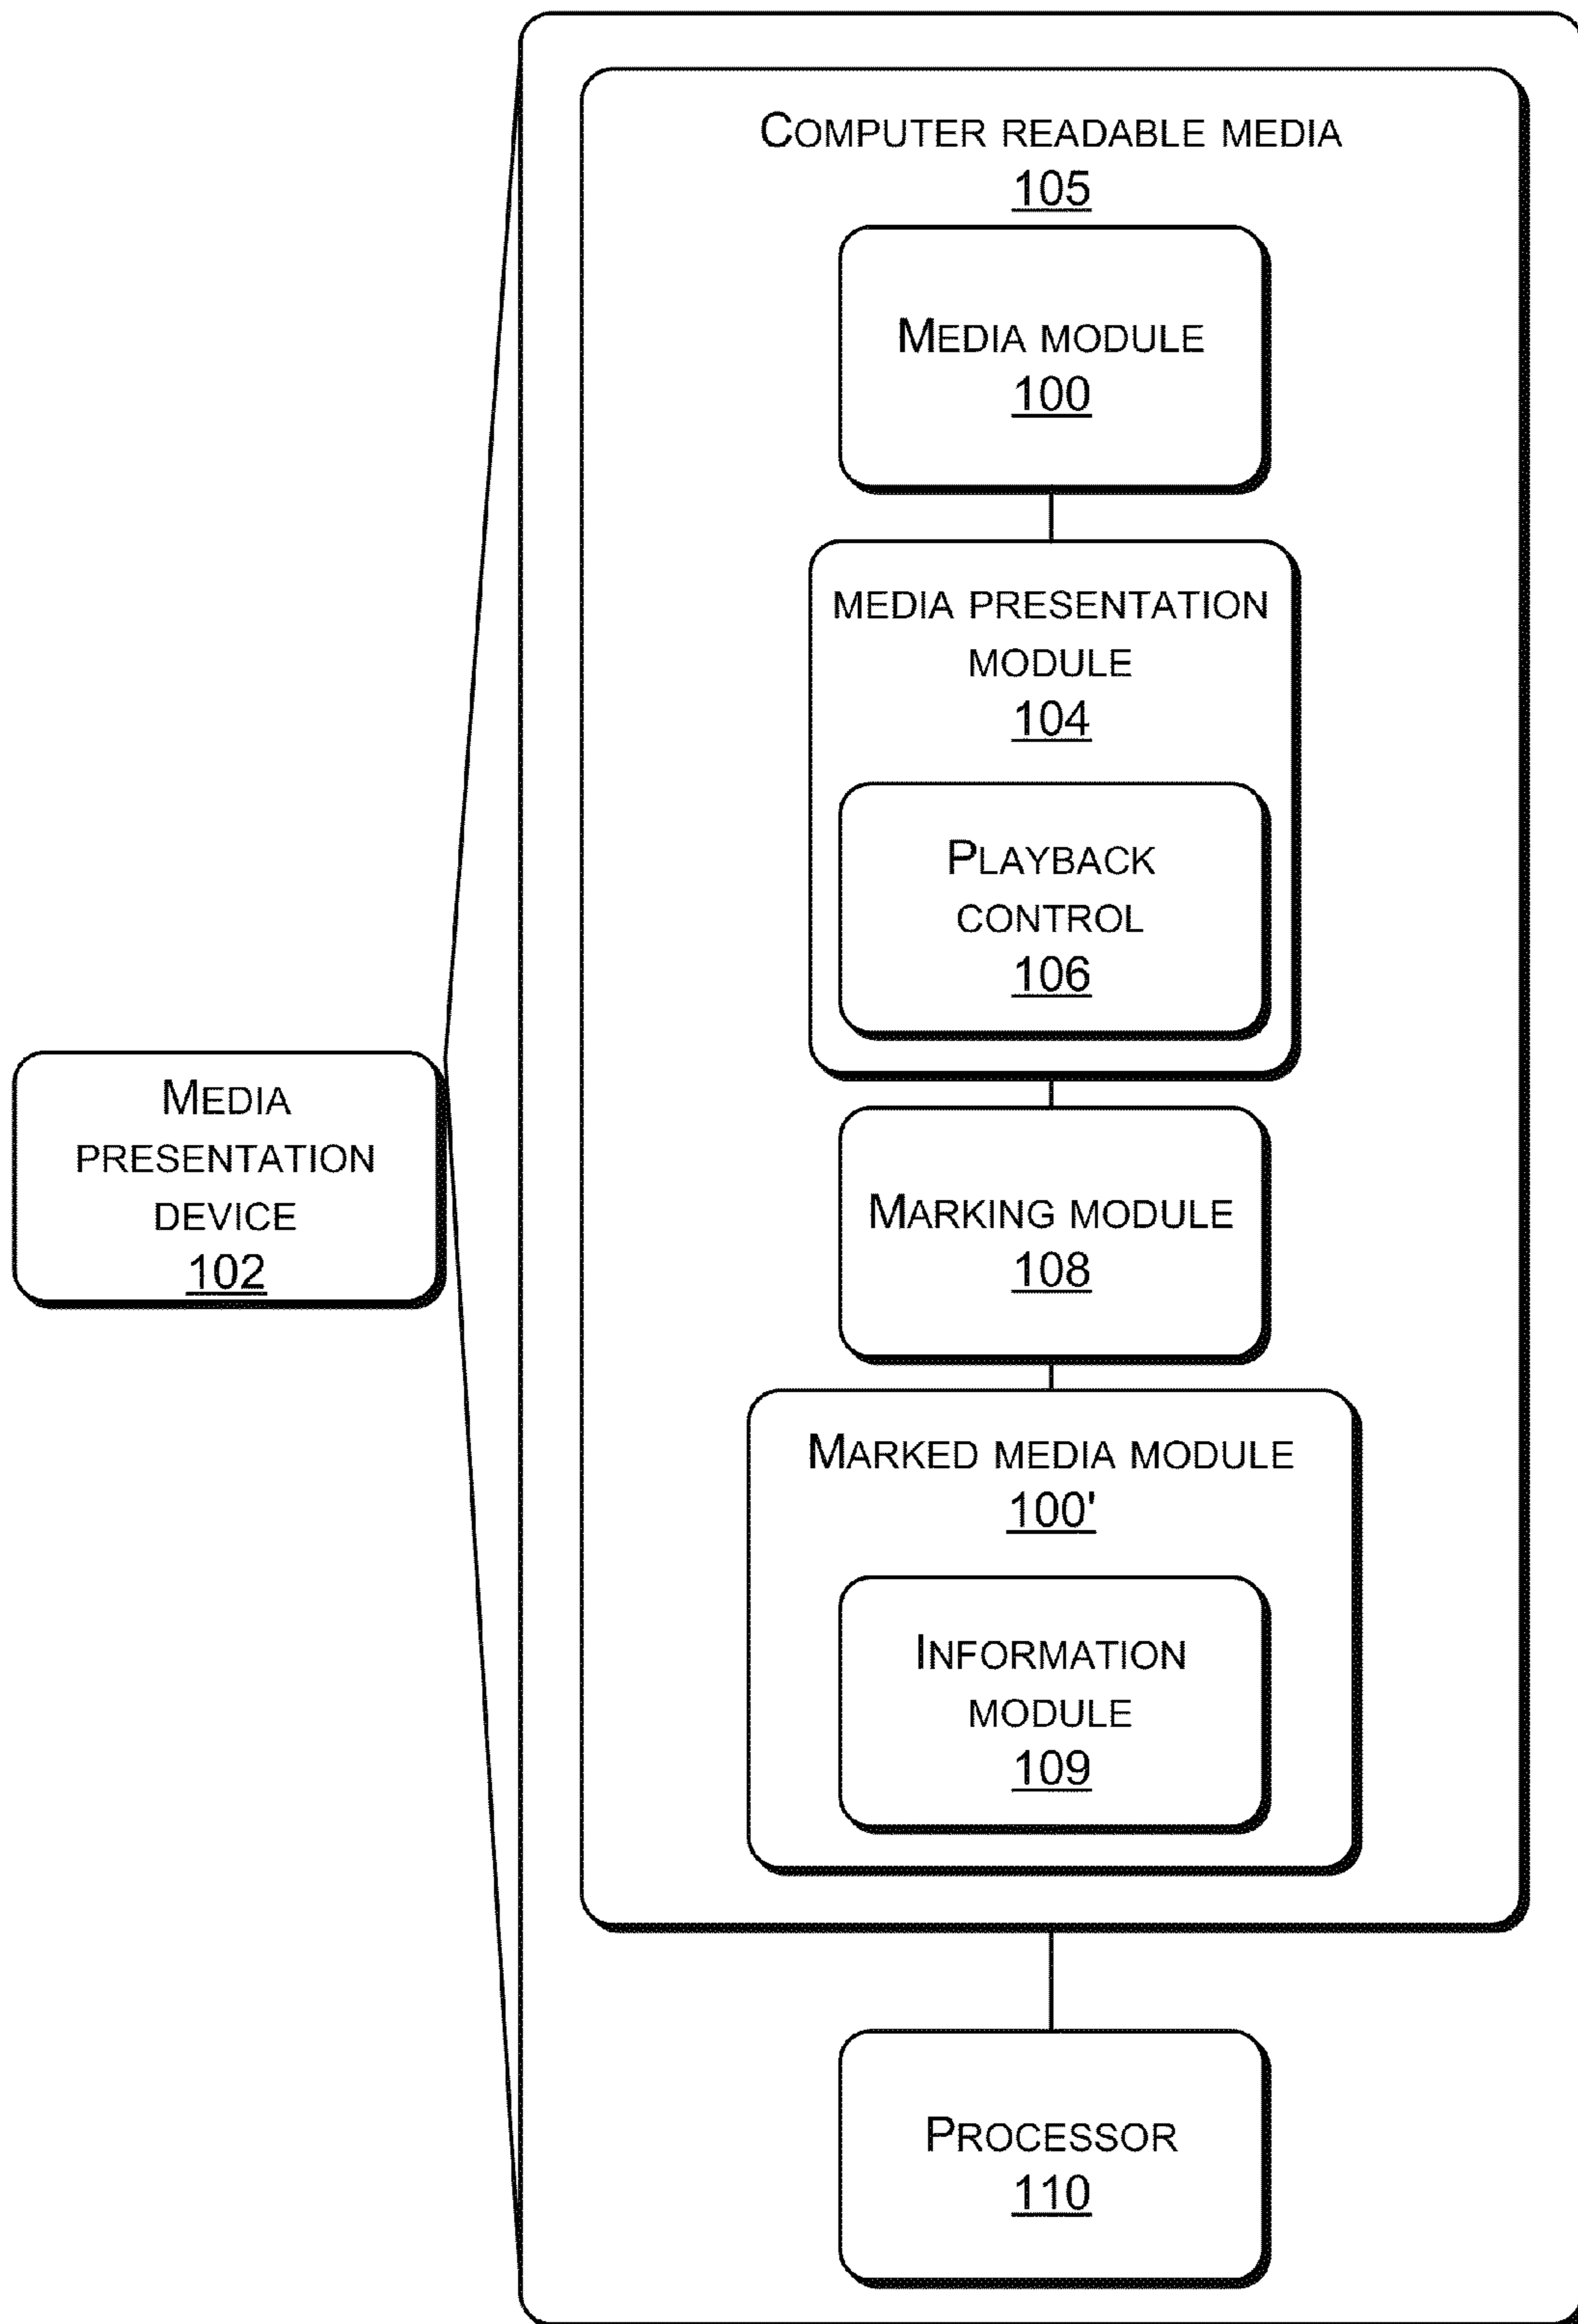 COMPUTER READABLE MEDIA
105
MEDIA MODULE
100
MEDIA PRESENTATION
MODULE
104
PLAYBACK
CONTROL
106
MEDIA
PRESENTATION
DEVICE
102
MARKING MODULE
108
MARKED MEDIA MODULE
100'
INFORMATION
MODULE
109
PROCESSOR
110